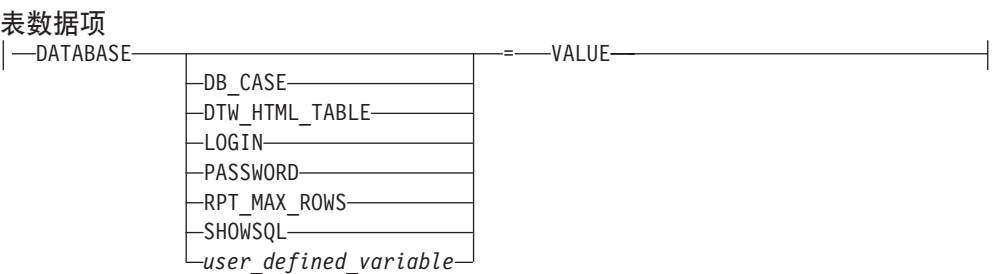 表数据项
DATABASE = VALUE
DB_CASE
DTW_HTML_TABLE
LOGIN
PASSWORD
RPT_MAX_ROWS
SHOWSQL
user_defined_variable